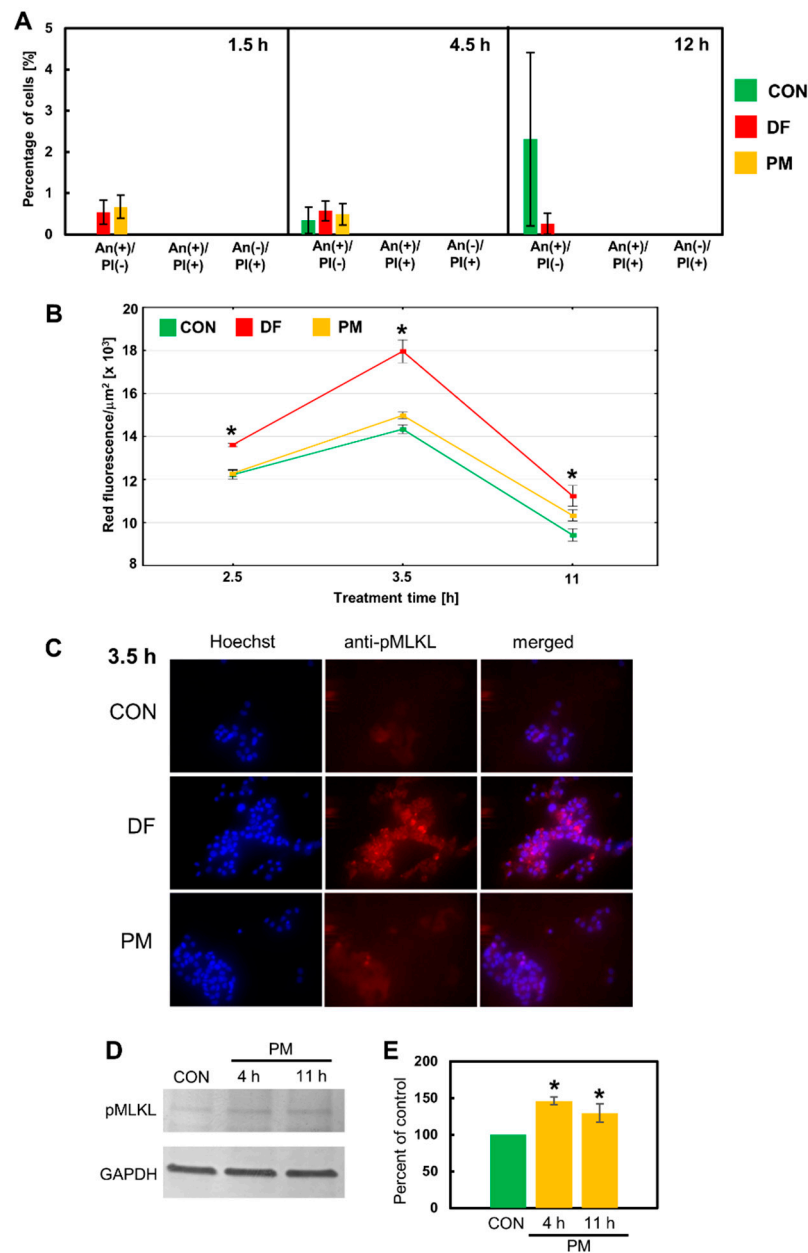 A
5
4
3
2
1
0
Percentage of cells [%]
1.5 h
4.5 h
12 h
CON
DF
PM
An(+)/ An(+)/ An(-)/ An(+)/ An(+)/ An(-)/ An(+)/ An(+)/ An(-)/
PI(-) PI(+) PI(+) PI(-) PI(+) PI(+) PI(-) PI(+) PI(+)
B
20
18
16
14
12
10
8
Red fluorescence/μm² [x 10³]
CON DF PM
*
*
*
2.5 3.5 11
Treatment time [h]
C
3.5 h
Hoechst anti-pMLKL merged
CON
DF
PM
D
PM
CON 4 h 11 h
pMLKL
GAPDH
E
200
150
100
50
0
Percent of control
* *
CON 4 h 11 h
PM